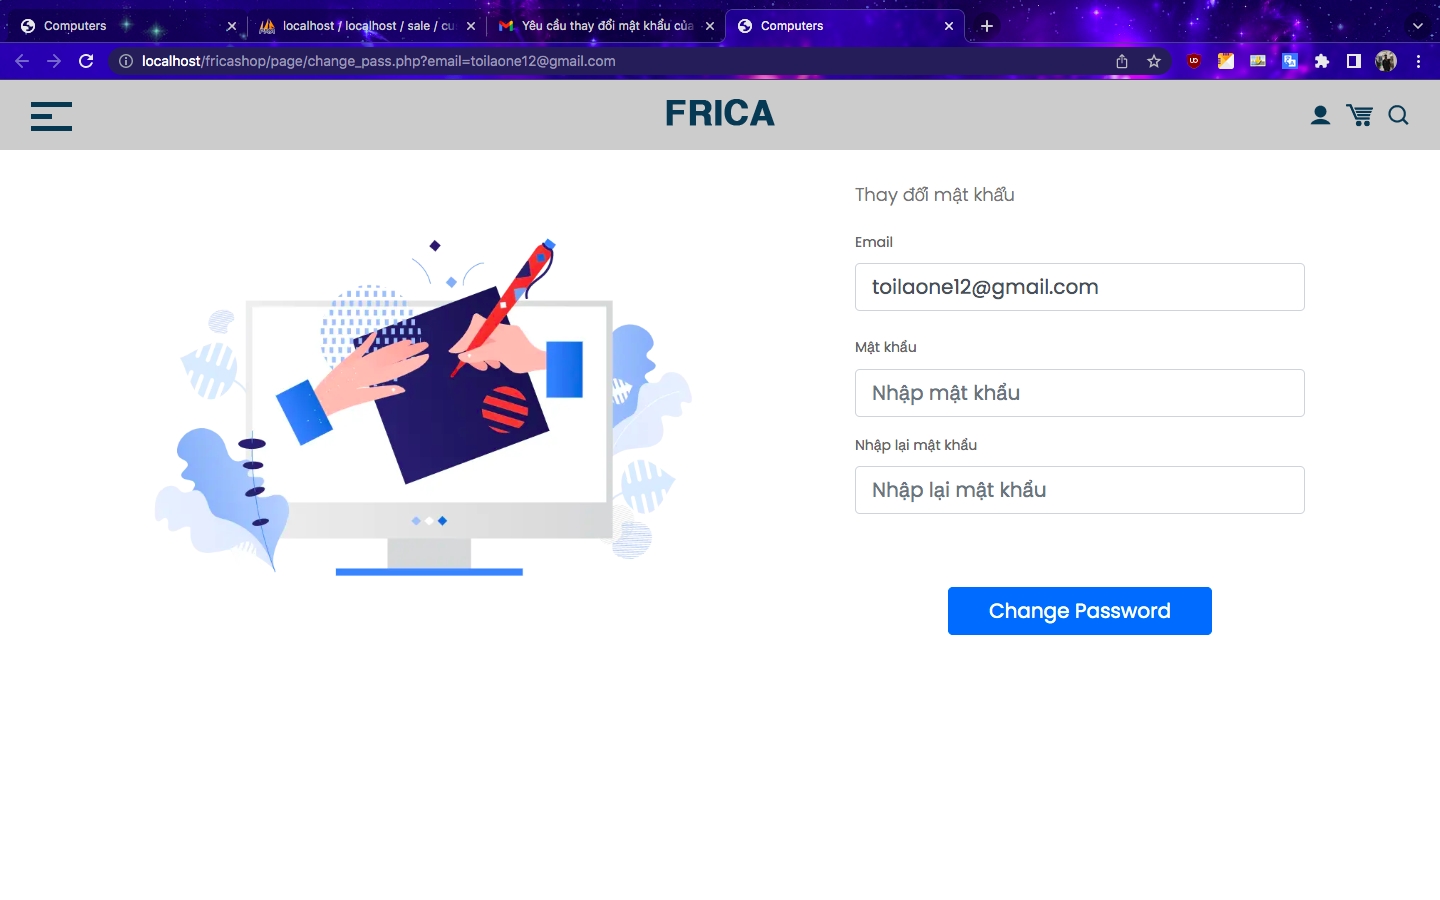 Computers
localhost / localhost / sale / cu
Yêu cầu thay đổi mật khẩu của
Computers
localhost/fricashop/page/change_pass.php?email=toilaone12@gmail.com
FRICA
Thay đổi mật khẩu
Email
toilaone12@gmail.com
Mật khẩu
Nhập mật khẩu
Nhập lại mật khẩu
Nhập lại mật khẩu
Change Password